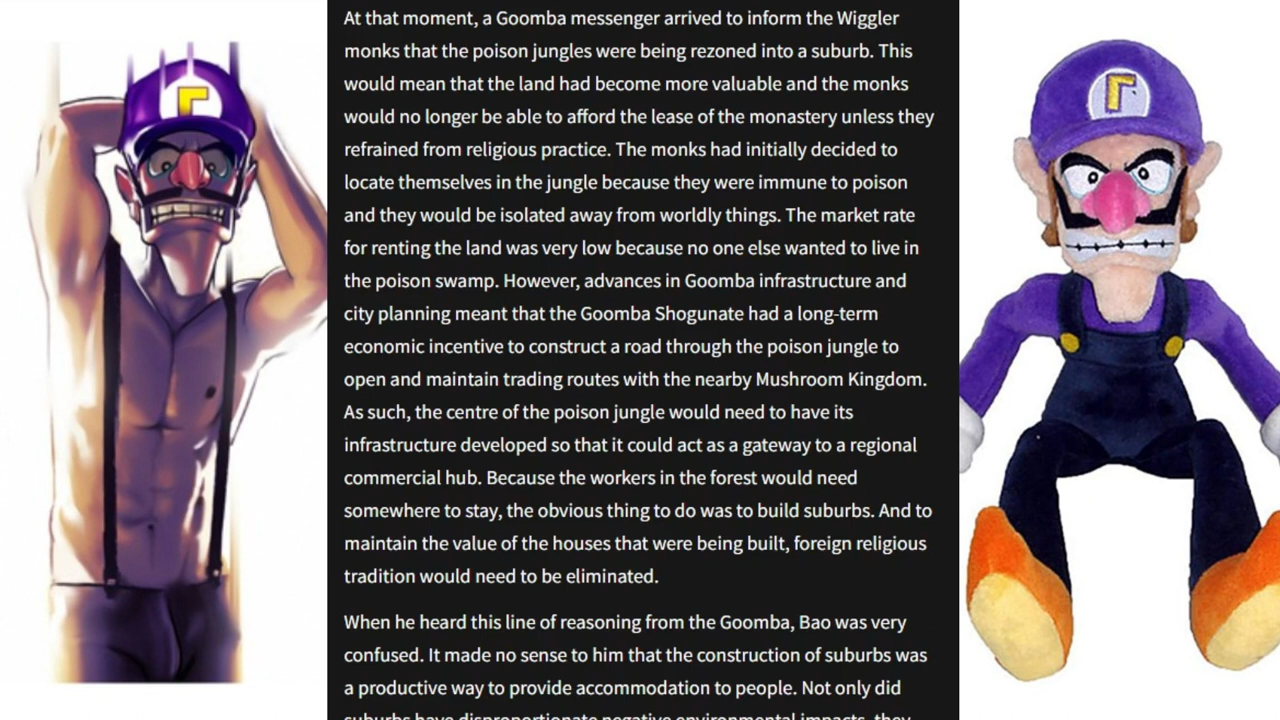 At that moment, a Goomba messenger arrived to inform the Wiggler
monks that the poison jungles were being rezoned into a suburb. This
would mean that the land had become more valuable and the monks
would no longer be able to afford the lease of the monastery unless they
refrained from religious practice. The monks had initially decided to
locate themselves in the jungle because they were immune to poison
and they would be isolated away from worldly things. The market rate
for renting the land was very low because no one else wanted to live in
the poison swamp. However, advances in Goomba infrastructure and
city planning meant that the Goomba Shogunate had a long-term
economic incentive to construct a road through the poison jungle to
open and maintain trading routes with the nearby Mushroom Kingdom.
As such, the centre of the poison jungle would need to have its
infrastructure developed so that it could act as a gateway to a regional
commercial hub. Because the workers in the forest would need
somewhere to stay, the obvious thing to do was to build suburbs. And to
maintain the value of the houses that were being built, foreign religious
tradition would need to be eliminated.
When he heard this line of reasoning from the Goomba, Bao was very
confused. It made no sense to him that the construction of suburbs was
a productive way to provide accommodation to people. Not only did
suburbs have disproportionate negative environmental impacts, they